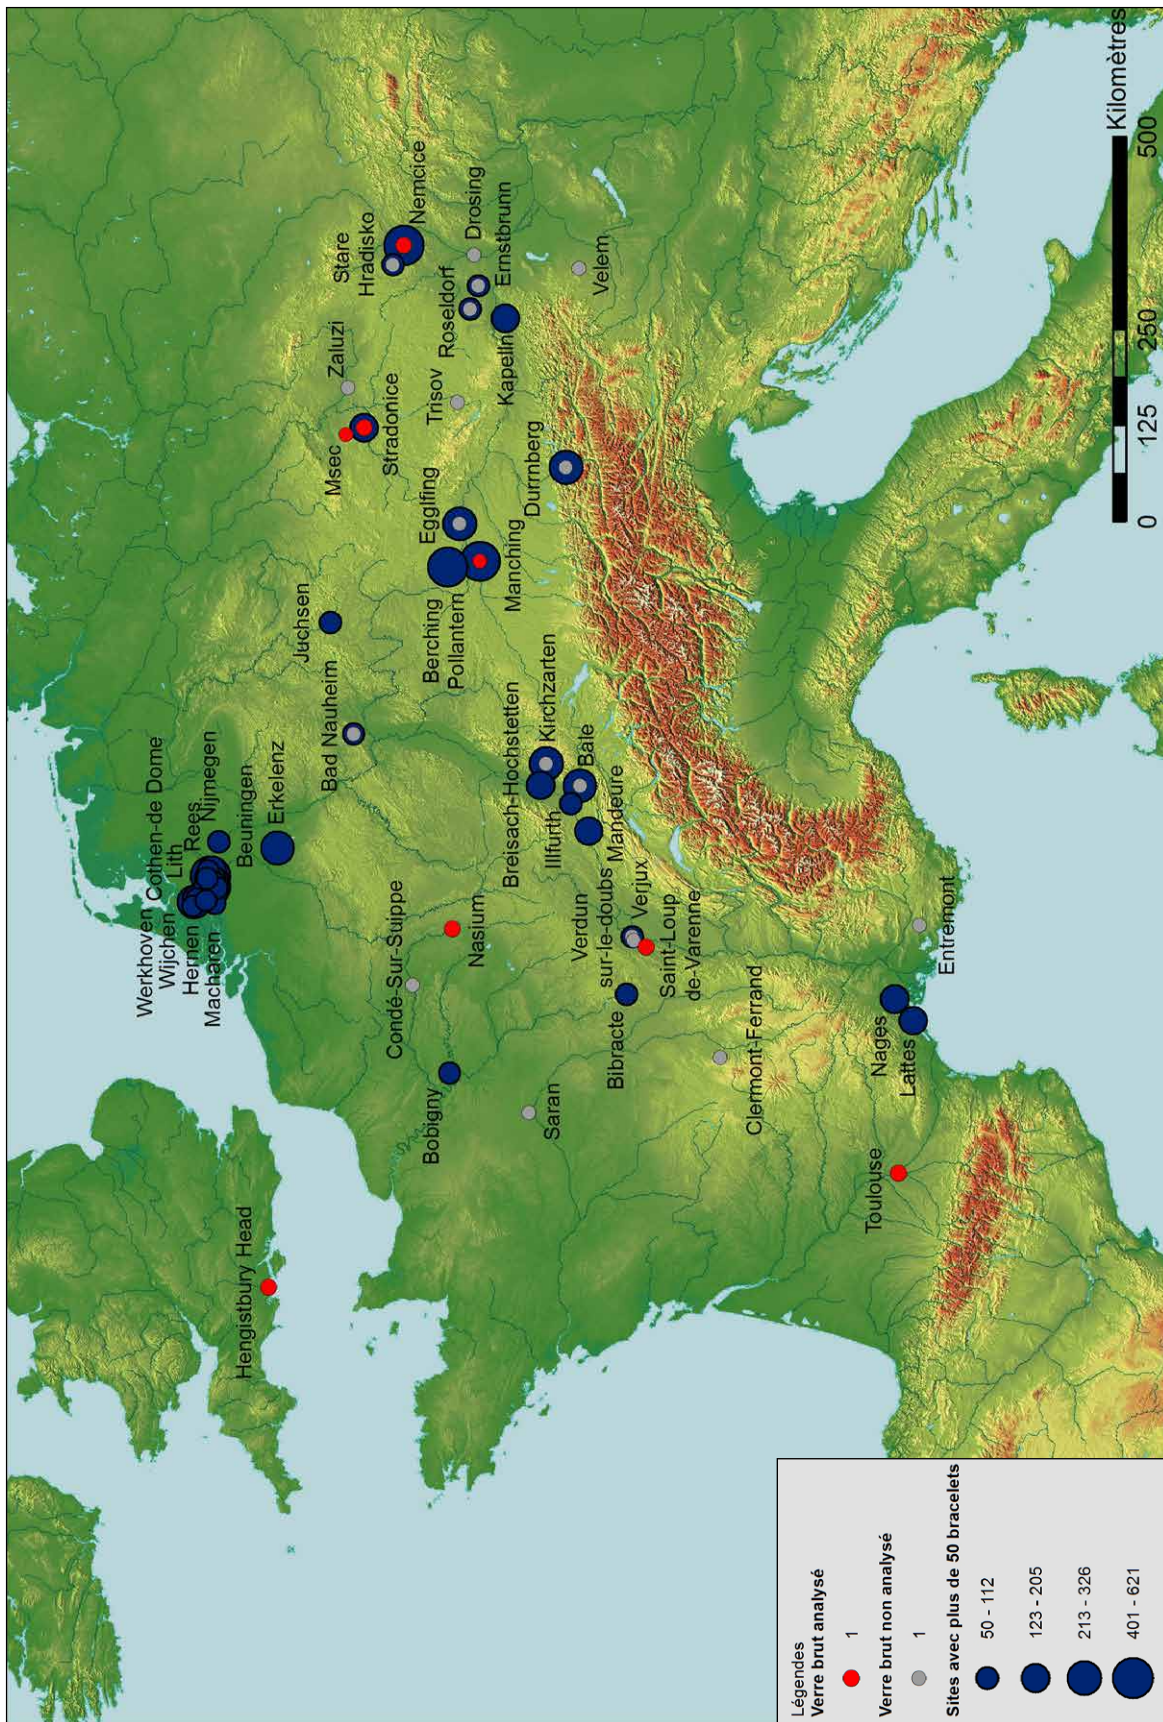 Hengistbury Head
Werkhoven
Wijchen
Hernen
Macharen
Cothen-de Dome
Lith
Rees
Nijmegen
Beuningen
Erkelenz
Bad Nauheim
Juchsen
Msec
Zaluzi
Stradonice
Stare
Hradisko
Nemcice
Trisov
Roseldorf
Drosing
Ernstbrunn
Kapelln
Velem
Egglfing
Durrnberg
Berching
Pollantern
Manching
Breisach-Hochstetten
Kirchzarten
Illfurth
Bale
Mandeure
Condé-Sur-Suippe
Nasium
Bobigny
Saran
Verdun
sur-le-doubs
Verjux
Bibracte
Saint-Loup
de-Varenne
Clermont-Ferrand
Nages
Lattes
Entremont
Toulouse
Légendes
Verre brut analysé
1
Verre brut non analysé
1
Sites avec plus de 50 bracelets
50 - 112
123 - 205
213 - 326
401 - 621
0 125 250 500
Kilomètres